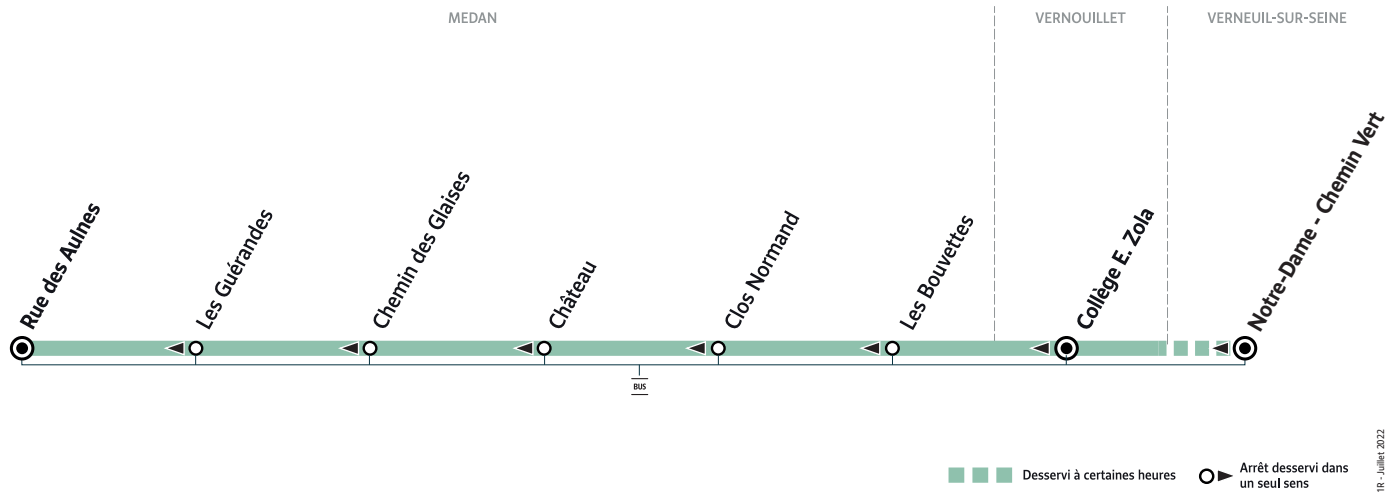 MEDAN
VERNOUILLET
VERNEUIL-SUR-SEINE
Rue des Aulnes
Les Guérandes
Chemin des Glaises
Château
Clos Normand
Les Bouvettes
Collège E. Zola
Notre-Dame - Chemin Vert
BUS
Desservi à certaines heures
Arrêt desservi dans
un seul sens
1R - Juillet 2022